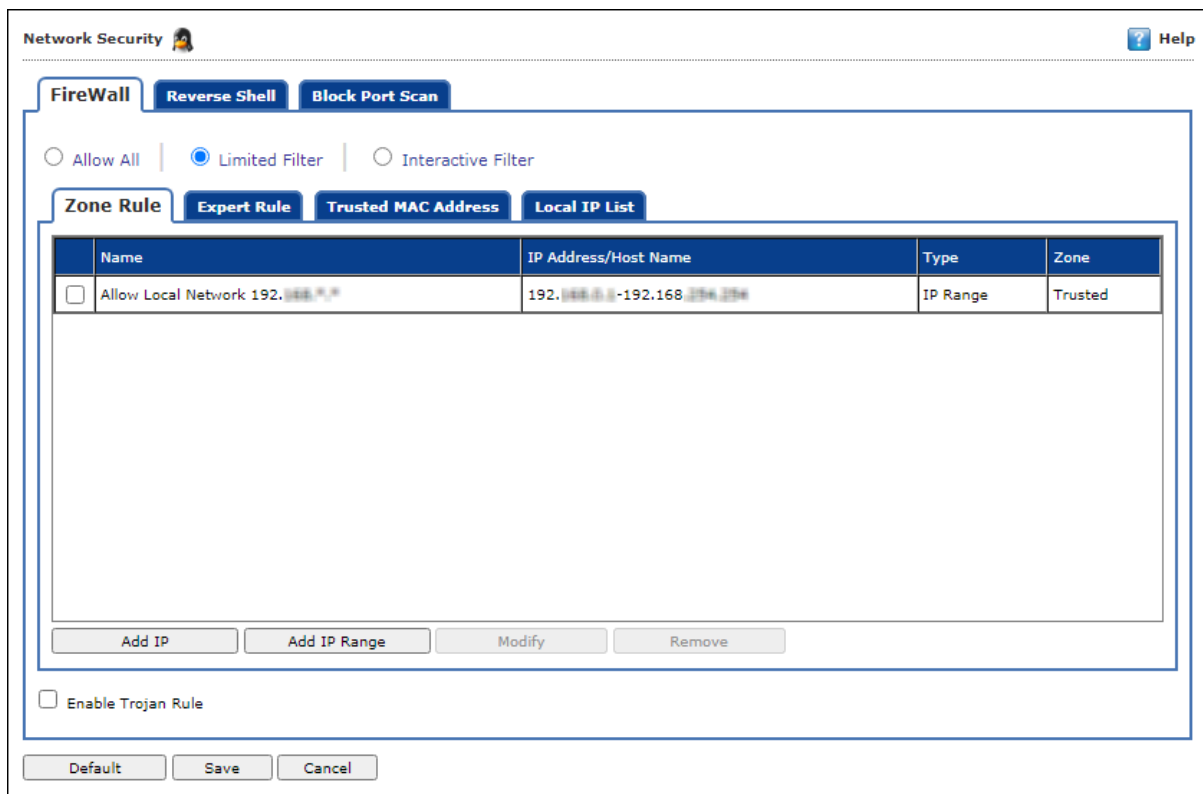 Network Security
Help
FireWall Reverse Shell Block Port Scan
Allow All Limited Filter Interactive Filter
Zone Rule Expert Rule Trusted MAC Address Local IP List
Name IP Address/Host Name Type Zone
Allow Local Network 192. 192. -192.168 IP Range Trusted
Add IP Add IP Range Modify Remove
Enable Trojan Rule
Default Save Cancel